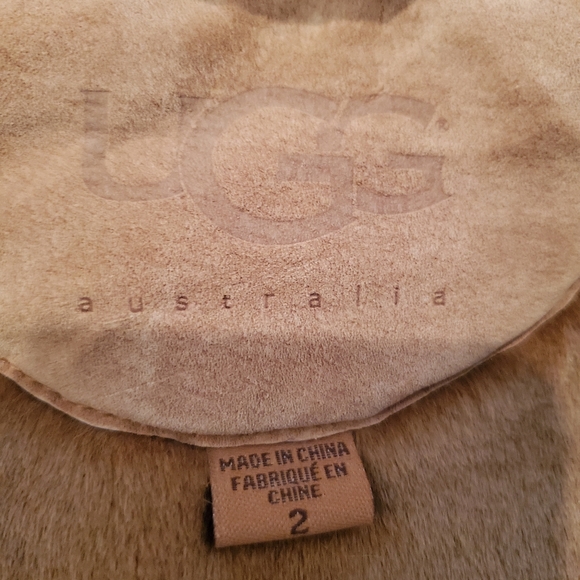 UGG®
australia
MADE IN CHINA
FABRIQUÉ EN
CHINE
2